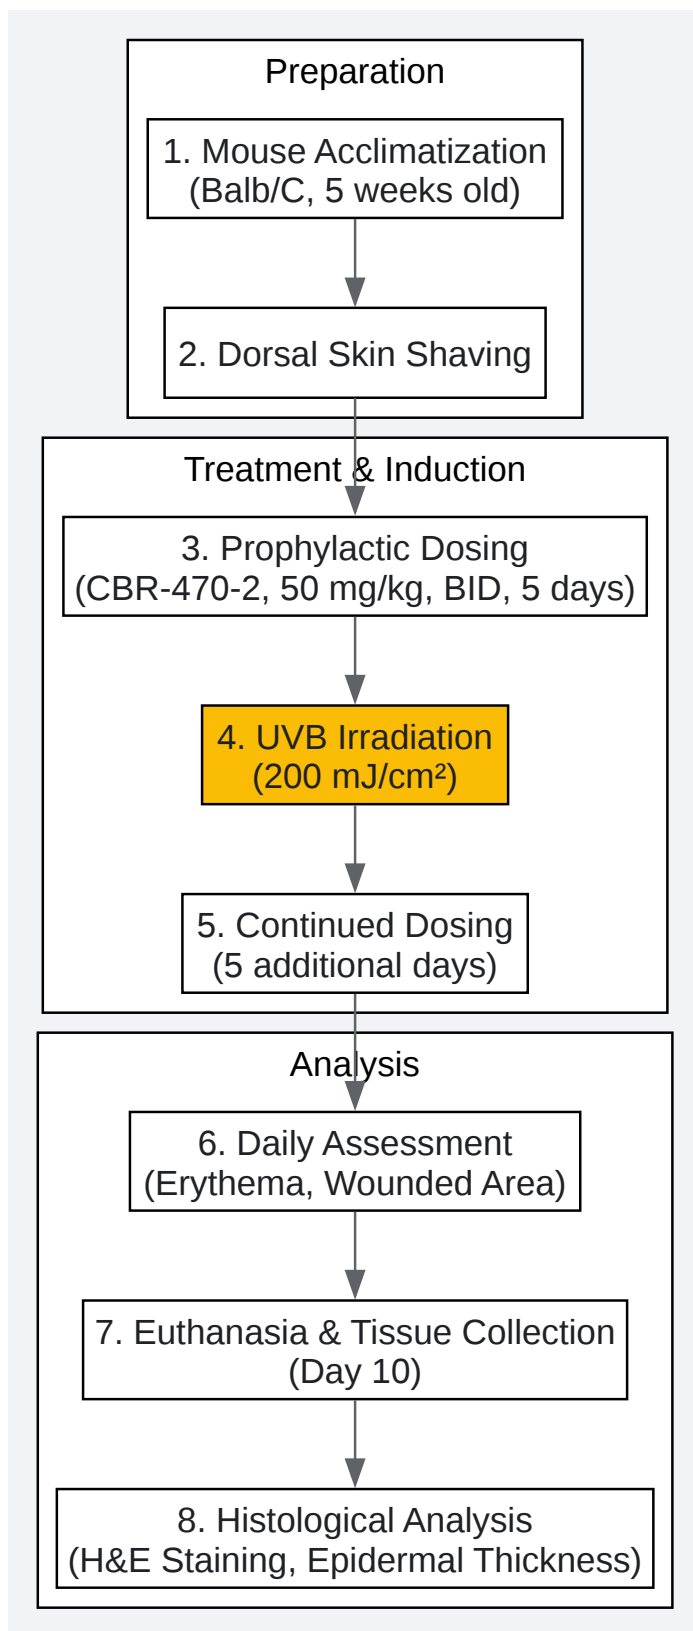 Preparation
1. Mouse Acclimatization
(Balb/C, 5 weeks old)
2. Dorsal Skin Shaving
Treatment & Induction
3. Prophylactic Dosing
(CBR-470-2, 50 mg/kg, BID, 5 days)
4. UVB Irradiation
(200 mJ/cm²)
5. Continued Dosing
(5 additional days)
Analysis
6. Daily Assessment
(Erythema, Wounded Area)
7. Euthanasia & Tissue Collection
(Day 10)
8. Histological Analysis
(H&E Staining, Epidermal Thickness)